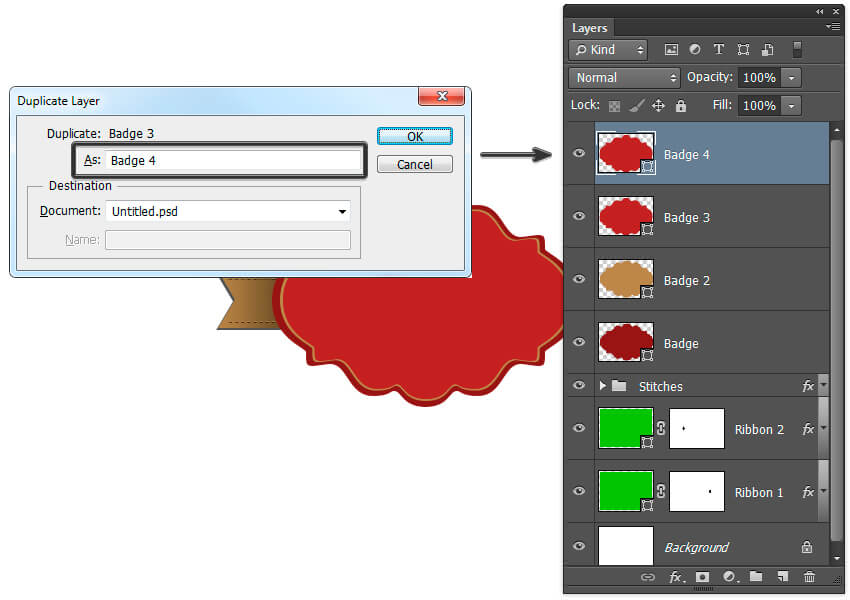 Duplicate Layer
Duplicate: Badge 3
As: Badge 4
OK
Cancel
Destination
Document: Untitled.psd
Name:
Layers
Kind
Normal
Opacity: 100%
Lock:
Fill: 100%
Badge 4
Badge 3
Badge 2
Badge
Stitches fx
Ribbon 2 fx
Ribbon 1 fx
Background
fx